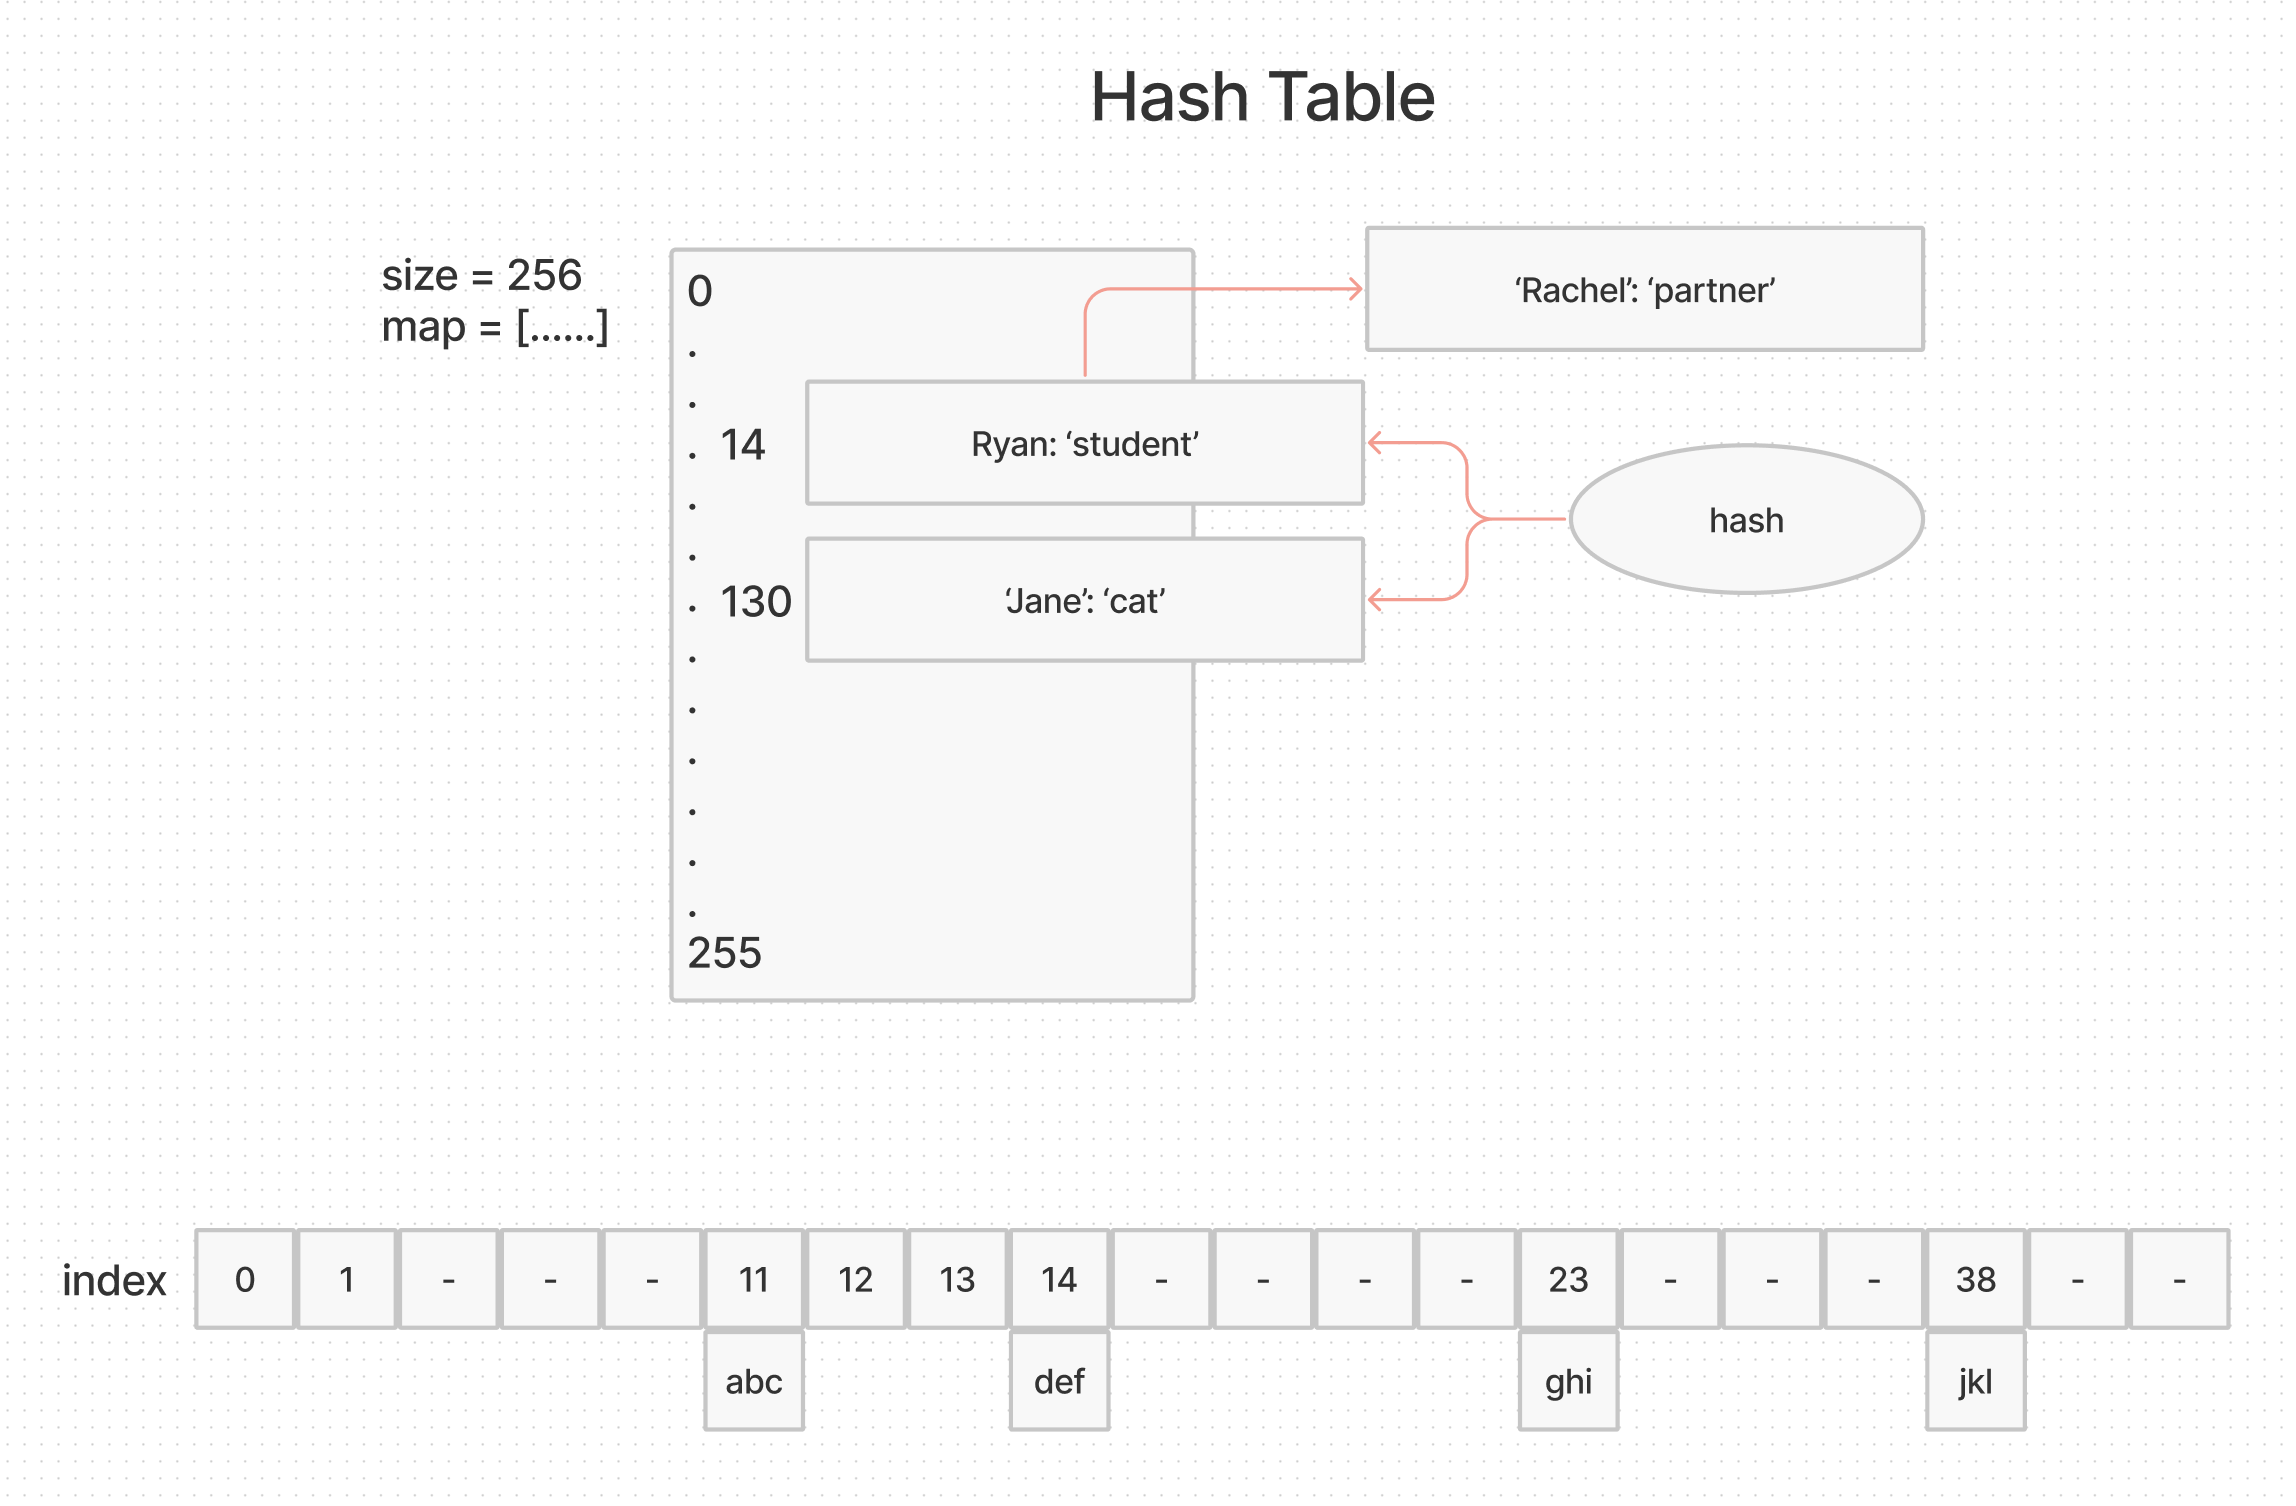 Hash Table
size = 256
map = [......]
0
.
.
. 14
.
.
. 130
.
.
.
.
.
.
255
‘Rachel’: ‘partner’
Ryan: ‘student’
hash
‘Jane’: ‘cat’
index 0 1 - - - 11 12 13 14 - - - - 23 - - - 38 - -
abc def ghi jkl